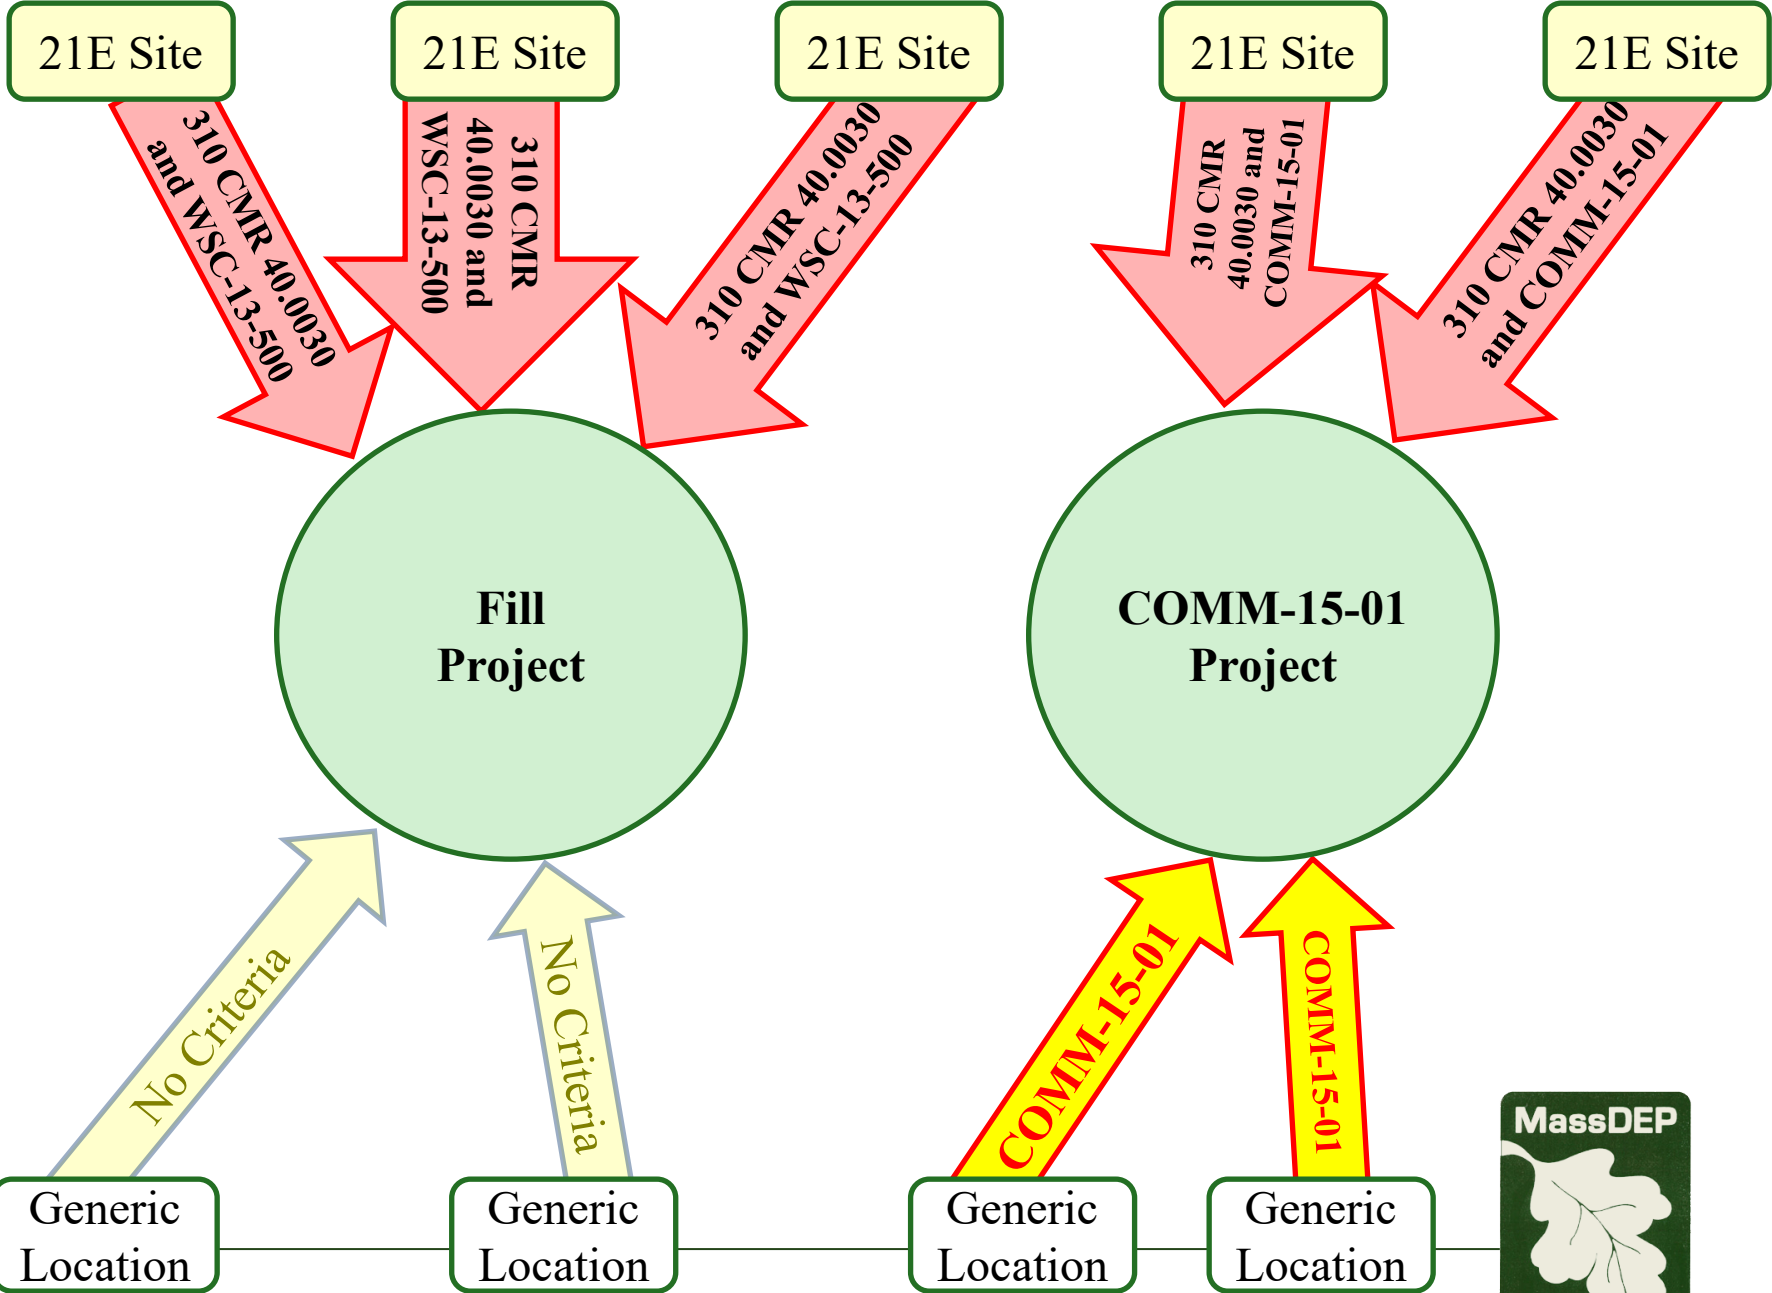 21E Site
21E Site
21E Site
21E Site
21E Site
310 CMR 40.0030
and WSC-13-500
310 CMR
40.0030 and
WSC-13-500
310 CMR 40.0030
and WSC-13-500
310 CMR
40.0030 and
COMM-15-01
310 CMR 40.0030
and COMM-15-01
Fill
Project
COMM-15-01
Project
No Criteria
No Criteria
COMM-15-01
COMM-15-01
Generic
Location
Generic
Location
Generic
Location
Generic
Location
MassDEP